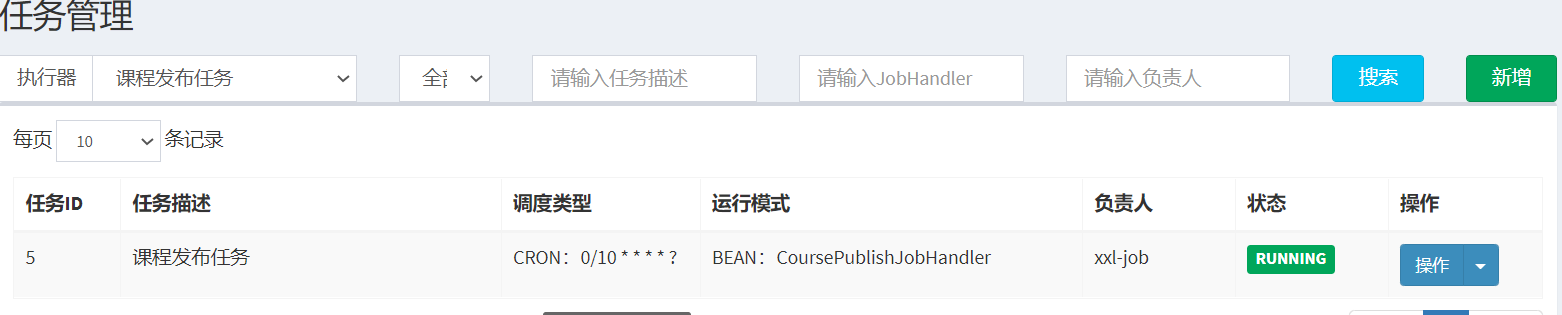 任务管理
执行器 课程发布任务 全部 请输入任务描述 请输入JobHandler 请输入负责人 搜索 新增
每页 10 条记录
任务ID 任务描述 调度类型 运行模式 负责人 状态 操作
5 课程发布任务 CRON：0/10 * * * * ? BEAN：CoursePublishJobHandler xxl-job RUNNING 操作